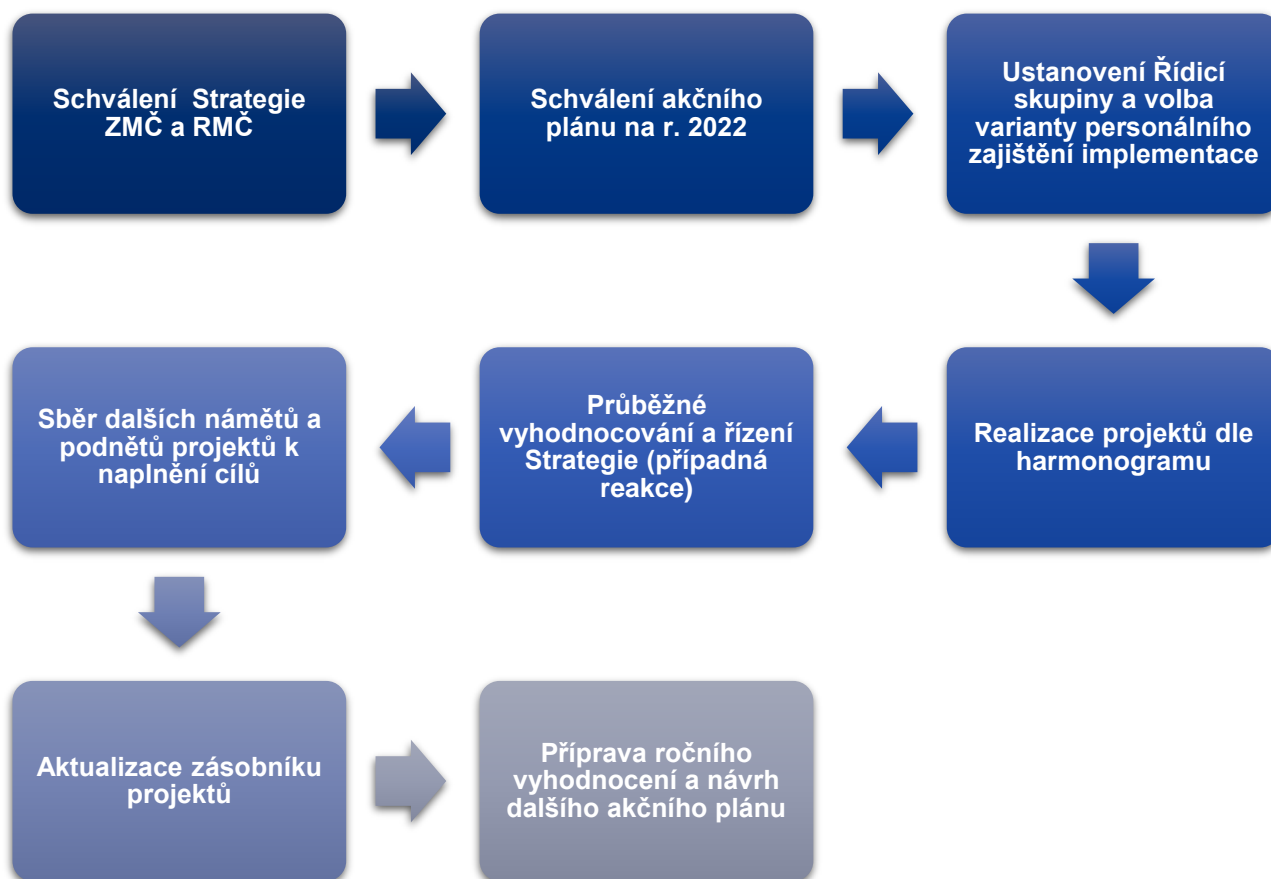 Schválení Strategie
ZMČ a RMČ
Schválení akčního
plánu na r. 2022
Ustanovení Řídicí
skupiny a volba
varianty personálního
zajištění implementace
Realizace projektů dle
harmonogramu
Průběžné
vyhodnocování a řízení
Strategie (případná
reakce)
Sběr dalších námětů a
podnětů projektů k
naplnění cílů
Aktualizace zásobníku
projektů
Příprava ročního
vyhodnocení a návrh
dalšího akčního plánu